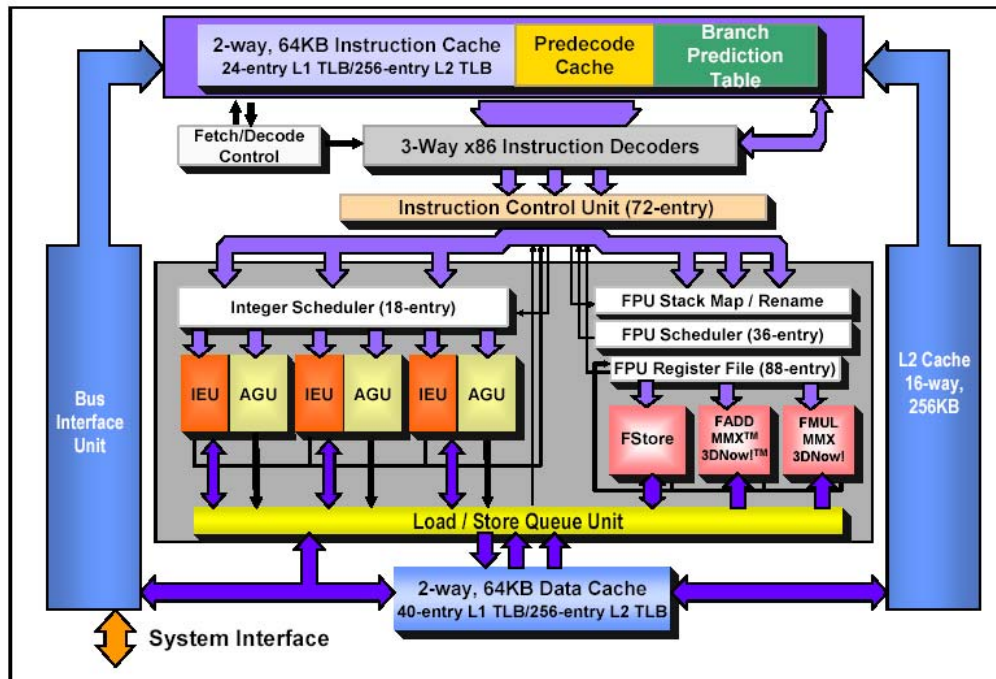 2-way, 64KB Instruction Cache
24-entry L1 TLB/256-entry L2 TLB
Predecode
Cache
Branch
Prediction
Table
Fetch/Decode
Control
3-Way x86 Instruction Decoders
Instruction Control Unit (72-entry)
Integer Scheduler (18-entry)
FPU Stack Map / Rename
FPU Scheduler (36-entry)
FPU Register File (88-entry)
IEU
AGU
IEU
AGU
IEU
AGU
FStore
FADD
MMX™
3DNow!™
FMUL
MMX
3DNow!
Bus
Interface
Unit
L2 Cache
16-way,
256KB
Load / Store Queue Unit
2-way, 64KB Data Cache
40-entry L1 TLB/256-entry L2 TLB
System Interface